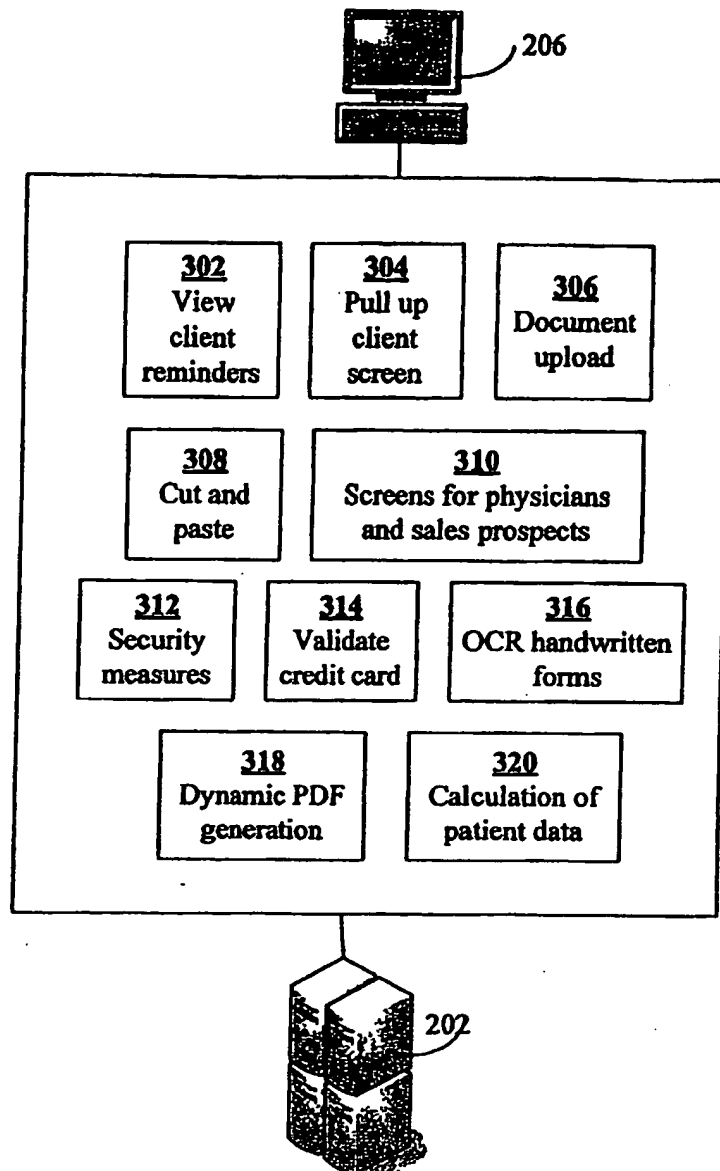 206
302
View
client
reminders
304
Pull up
client
screen
306
Document
upload
308
Cut and
paste
310
Screens for physicians
and sales prospects
312
Security
measures
314
Validate
credit card
316
OCR handwritten
forms
318
Dynamic PDF
generation
320
Calculation of
patient data
202